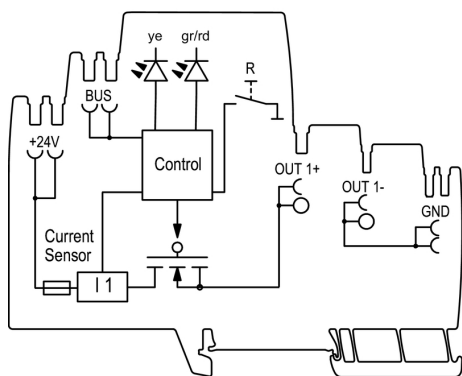 ye
gr/rd
BUS
R
+24V
Control
OUT 1+
OUT 1-
GND
Current
Sensor
I 1